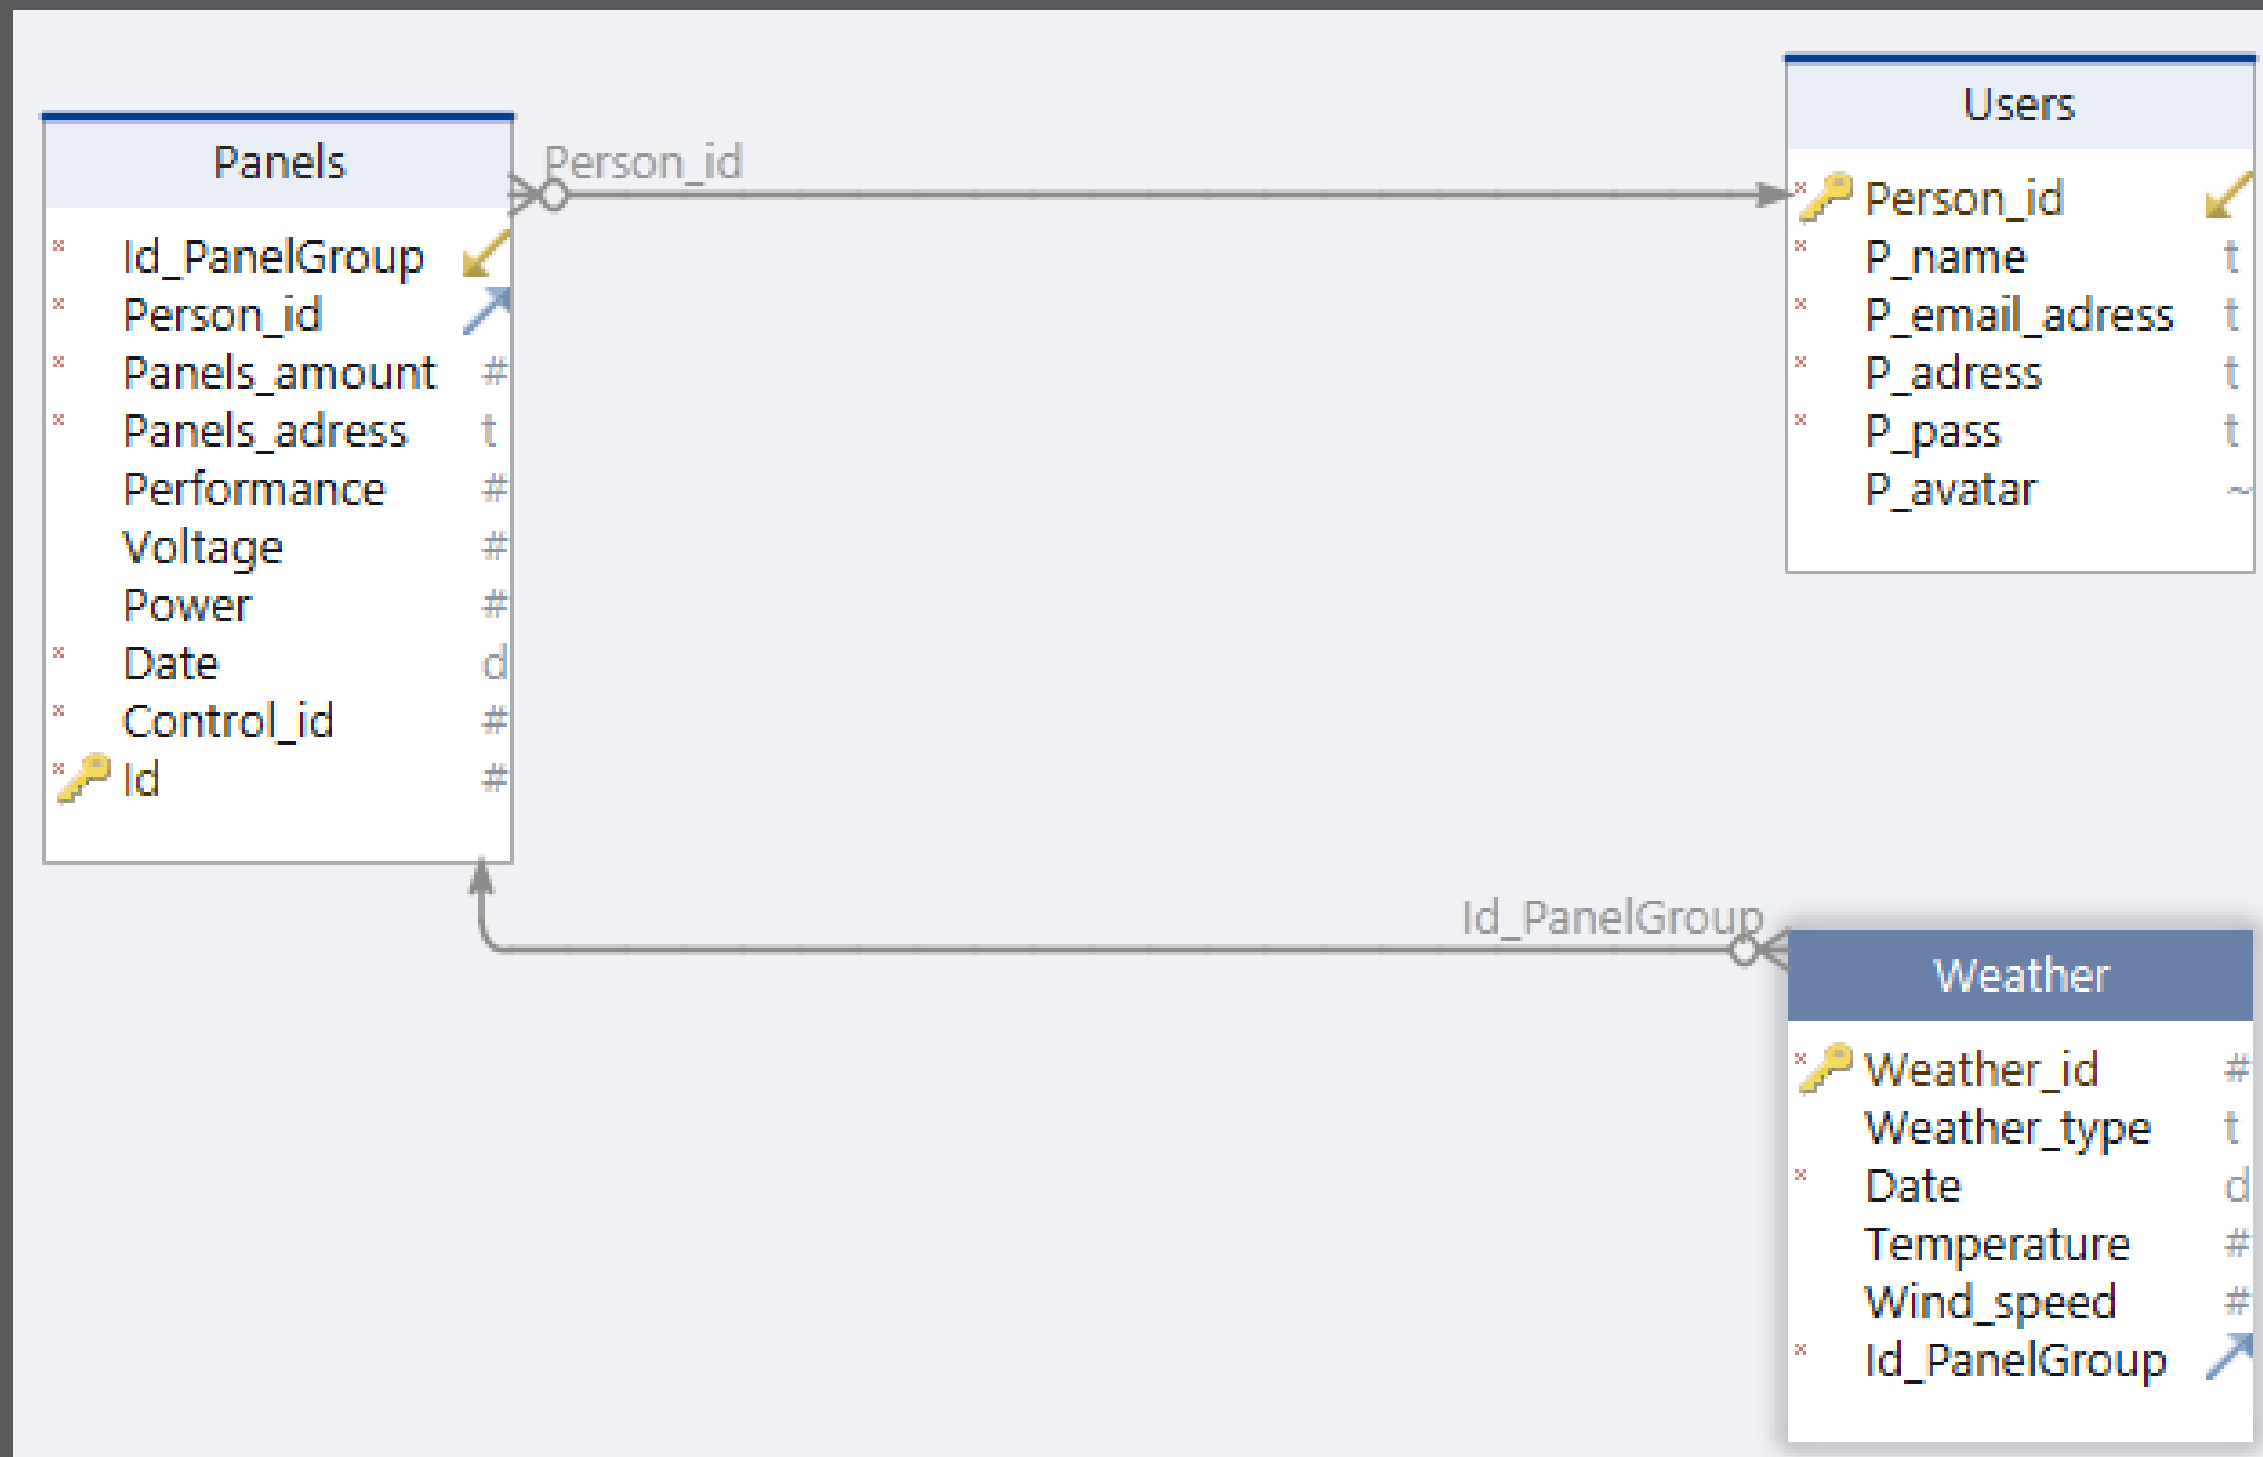 Panels
Id_PanelGroup
Person_id
Panels_amount #
Panels_adress t
Performance #
Voltage #
Power #
Date d
Control_id #
Id #
Person_id
Users
Person_id
P_name t
P_email_adress t
P_adress t
P_pass t
P_avatar ~
Id_PanelGroup
Weather
Weather_id #
Weather_type t
Date d
Temperature #
Wind_speed #
Id_PanelGroup